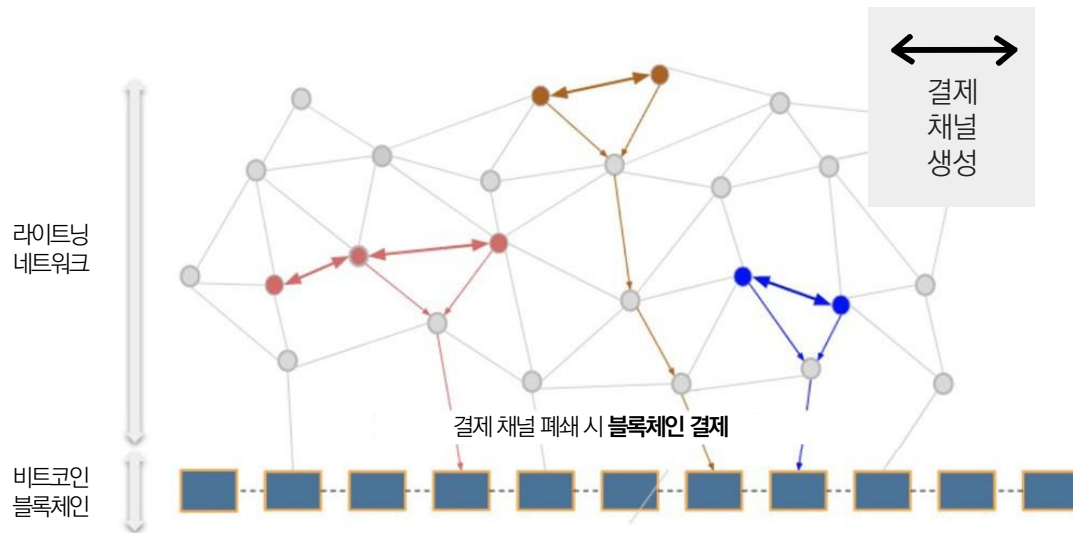 결제
채널
생성
라이트닝
네트워크
결제 채널 폐쇄 시 블록체인 결제
비트코인
블록체인